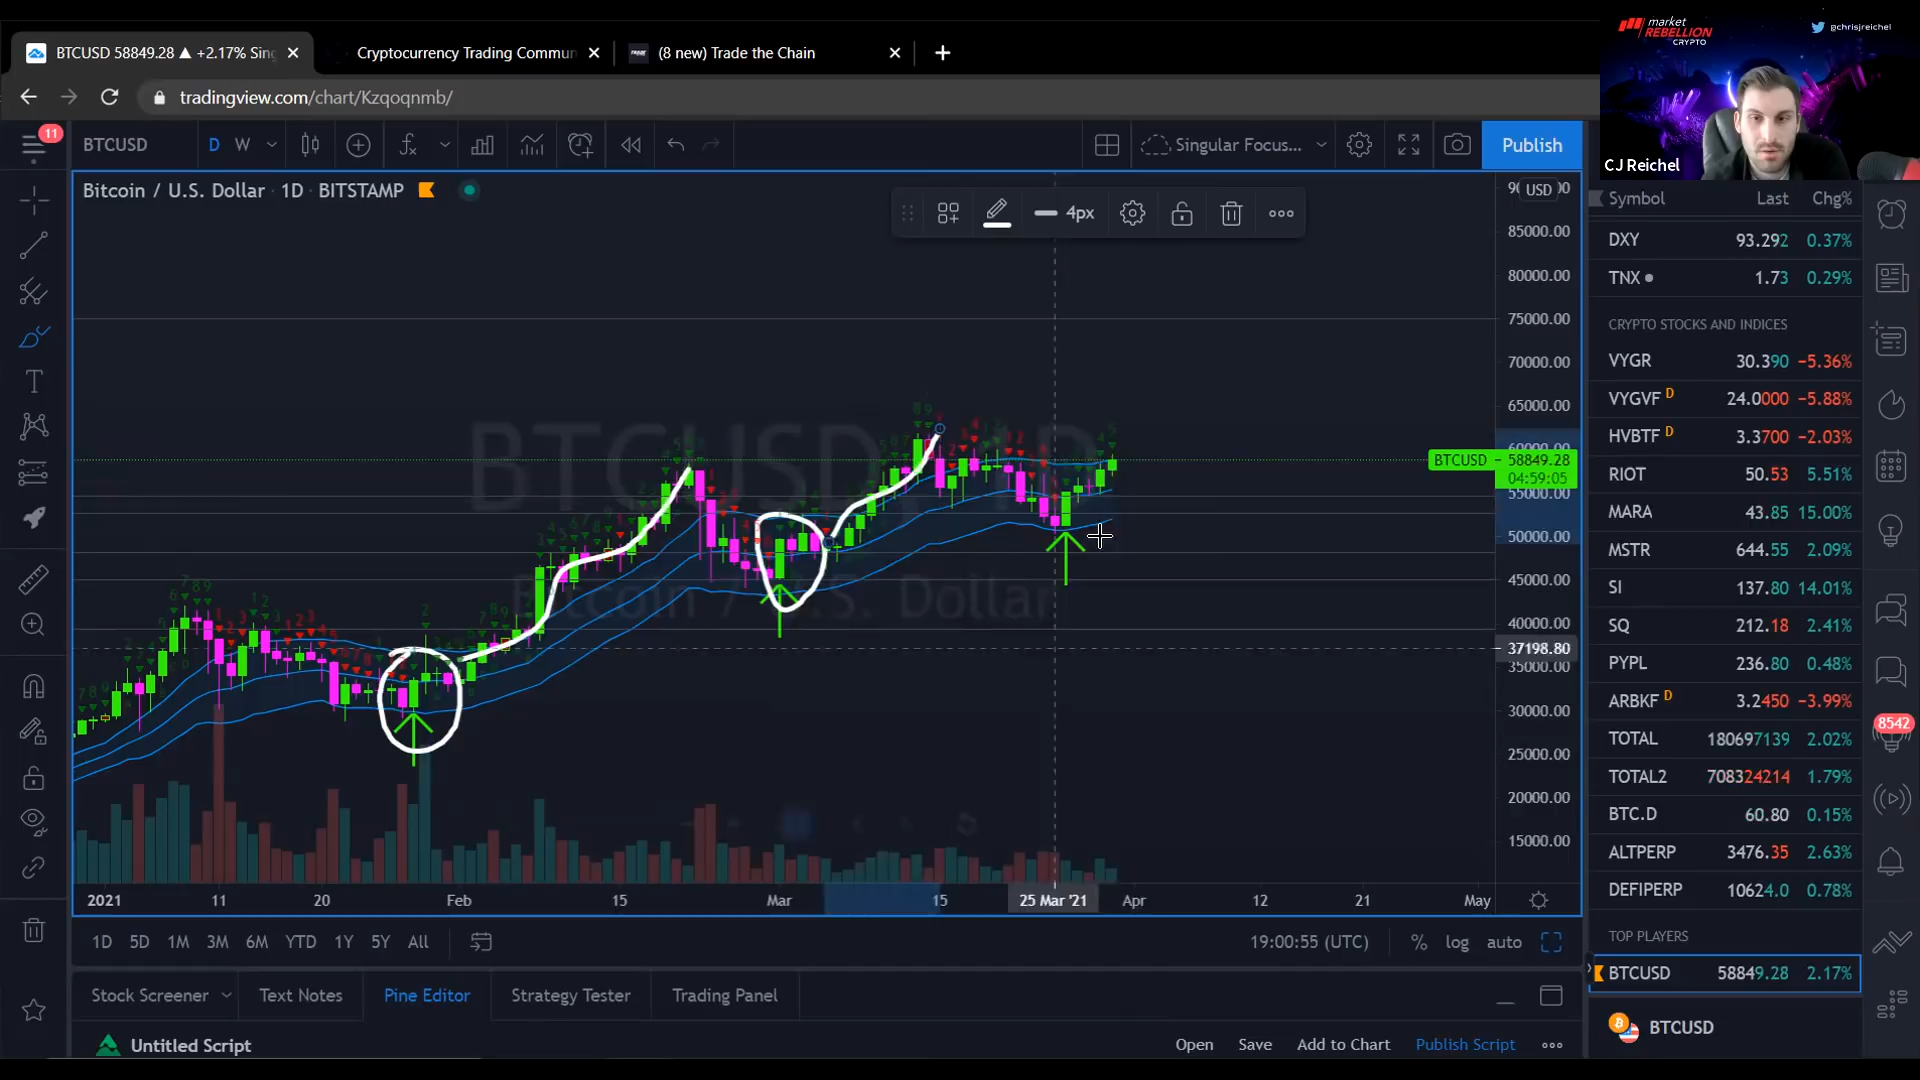 BTCUSD 58849.28 ▲ +2.17% Sin
Cryptocurrency Trading Commun
(8 new) Trade the Chain
tradingview.com/chart/Kzqoqnmb/
market
REBELLION
CRYPTO
@chrisjreichel
CJ Reichel
11
BTCUSD
D W
Singular Focus...
Publish
Bitcoin / U.S. Dollar · 1D · BITSTAMP
4px
USD
85000.00
80000.00
75000.00
70000.00
65000.00
60000.00
BTCUSD 58849.28
04:59:05
55000.00
50000.00
45000.00
40000.00
37198.80
35000.00
30000.00
25000.00
20000.00
15000.00
BTCUSD, 1D
Bitcoin / U.S. Dollar
2021 11 20 Feb 15 Mar 15 25 Mar '21 Apr 12 21 May
1D 5D 1M 3M 6M YTD 1Y 5Y All
19:00:55 (UTC) % log auto
Stock Screener Text Notes Pine Editor Strategy Tester Trading Panel
Untitled Script
Open Save Add to Chart Publish Script
Symbol Last Chg%
DXY 93.292 0.37%
TNX 1.73 0.29%
CRYPTO STOCKS AND INDICES
VYGR 30.390 −5.36%
VYGVF D 24.0000 −5.88%
HVBTF D 3.3700 −2.03%
RIOT 50.53 5.51%
MARA 43.85 15.00%
MSTR 644.55 2.09%
SI 137.80 14.01%
SQ 212.18 2.41%
PYPL 236.80 0.48%
ARBKF D 3.2450 −3.99%
TOTAL 180697139 2.02%
TOTAL2 708324214 1.79%
BTC.D 60.80 0.15%
ALTPERP 3476.35 2.63%
DEFIPERP 10624.0 0.78%
TOP PLAYERS
BTCUSD 58849.28 2.17%
BTCUSD
8542